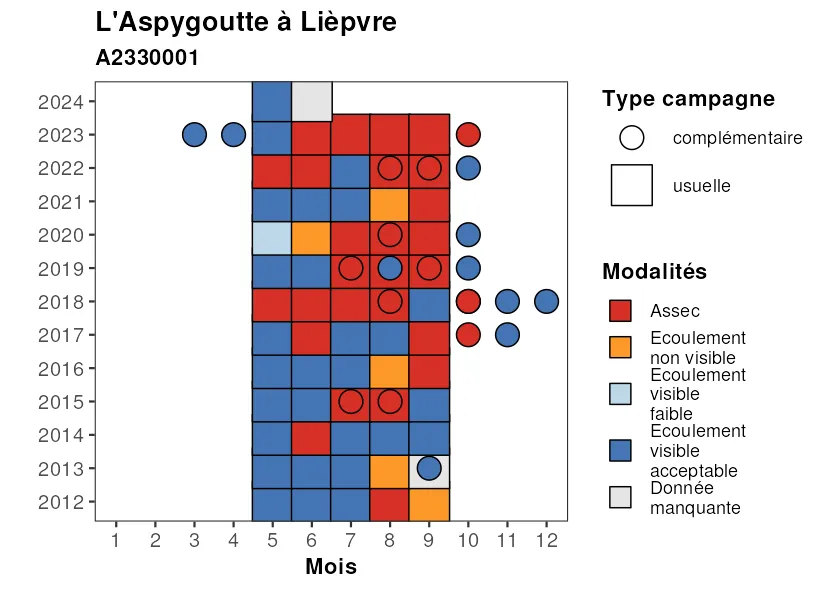 L'Aspygoutte à Lièpvre
A2330001
2024
2023
2022
2021
2020
2019
2018
2017
2016
2015
2014
2013
2012
1 2 3 4 5 6 7 8 9 10 11 12
Mois
Type campagne
complémentaire
usuelle
Modalités
Assec
Ecoulement
non visible
Ecoulement
visible
faible
Ecoulement
visible
acceptable
Donnée
manquante